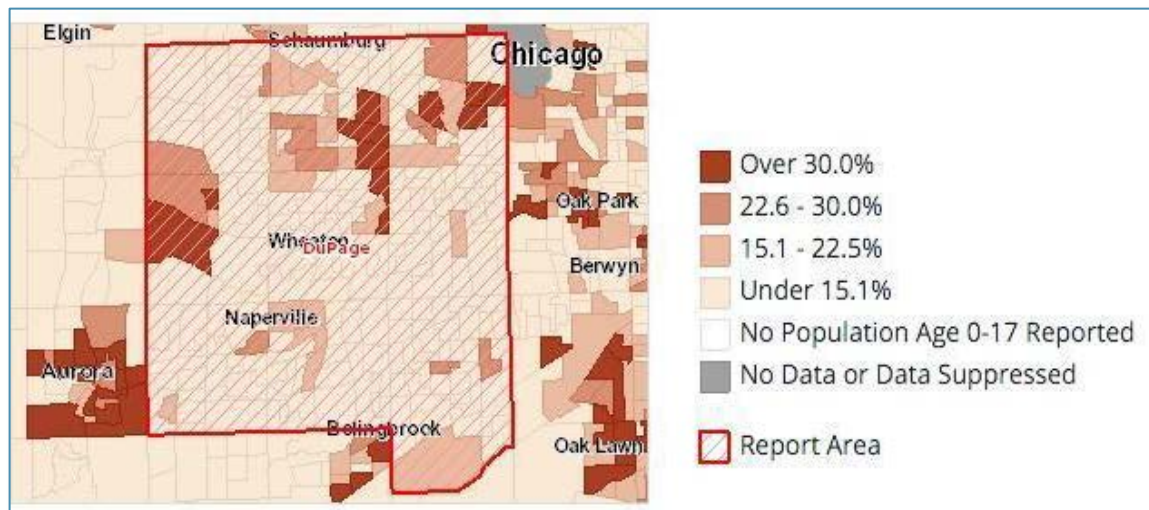 Elgin
Schaumburg
Chicago
Oak Park
Wheaton
DuPage
Berwyn
Naperville
Aurora
Bolingbrook
Oak Lawn
Over 30.0%
22.6 - 30.0%
15.1 - 22.5%
Under 15.1%
No Population Age 0-17 Reported
No Data or Data Suppressed
Report Area